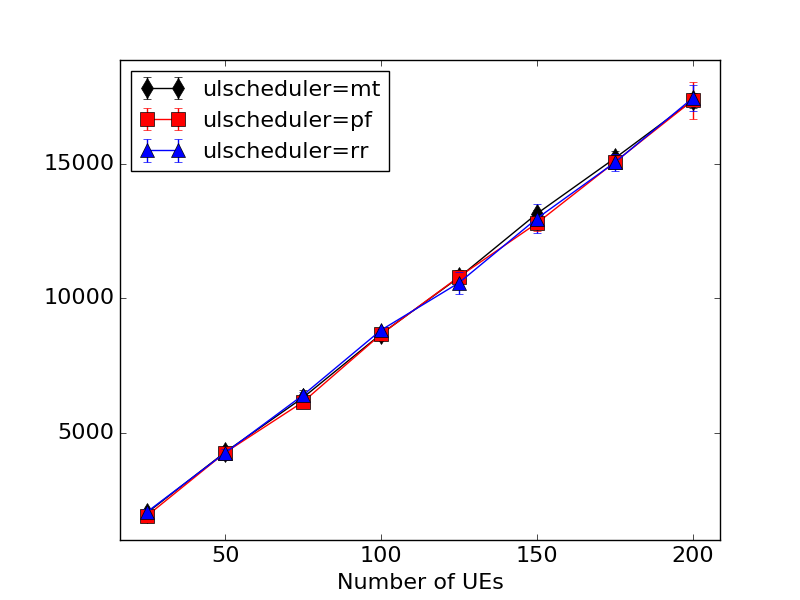 ulscheduler=mt
ulscheduler=pf
ulscheduler=rr
15000
10000
5000
50 100 150 200
Number of UEs